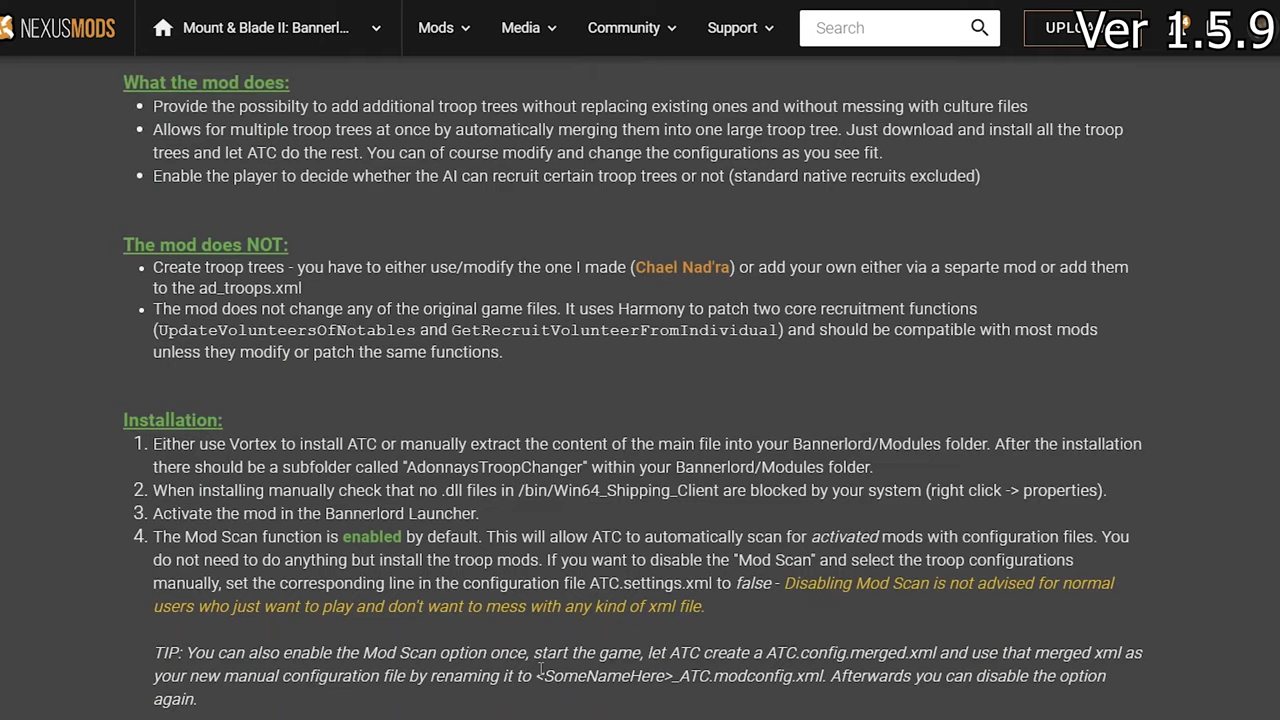 NEXUSMODS
Mount & Blade II: Bannerl...
Mods
Media
Community
Support
Search
UPLO
Ver 1.5.9
What the mod does:
• Provide the possibilty to add additional troop trees without replacing existing ones and without messing with culture files
• Allows for multiple troop trees at once by automatically merging them into one large troop tree. Just download and install all the troop
trees and let ATC do the rest. You can of course modify and change the configurations as you see fit.
• Enable the player to decide whether the AI can recruit certain troop trees or not (standard native recruits excluded)
The mod does NOT:
• Create troop trees - you have to either use/modify the one I made (Chael Nad'ra) or add your own either via a separte mod or add them
to the ad_troops.xml
• The mod does not change any of the original game files. It uses Harmony to patch two core recruitment functions
(UpdateVolunteersOfNotables and GetRecruitVolunteerFromIndividual) and should be compatible with most mods
unless they modify or patch the same functions.
Installation:
1. Either use Vortex to install ATC or manually extract the content of the main file into your Bannerlord/Modules folder. After the installation
there should be a subfolder called "AdonnaysTroopChanger" within your Bannerlord/Modules folder.
2. When installing manually check that no .dll files in /bin/Win64_Shipping_Client are blocked by your system (right click -> properties).
3. Activate the mod in the Bannerlord Launcher.
4. The Mod Scan function is enabled by default. This will allow ATC to automatically scan for activated mods with configuration files. You
do not need to do anything but install the troop mods. If you want to disable the "Mod Scan" and select the troop configurations
manually, set the corresponding line in the configuration file ATC.settings.xml to false - Disabling Mod Scan is not advised for normal
users who just want to play and don't want to mess with any kind of xml file.
TIP: You can also enable the Mod Scan option once, start the game, let ATC create a ATC.config.merged.xml and use that merged xml as
your new manual configuration file by renaming it to <SomeNameHere>_ATC.modconfig.xml. Afterwards you can disable the option
again.